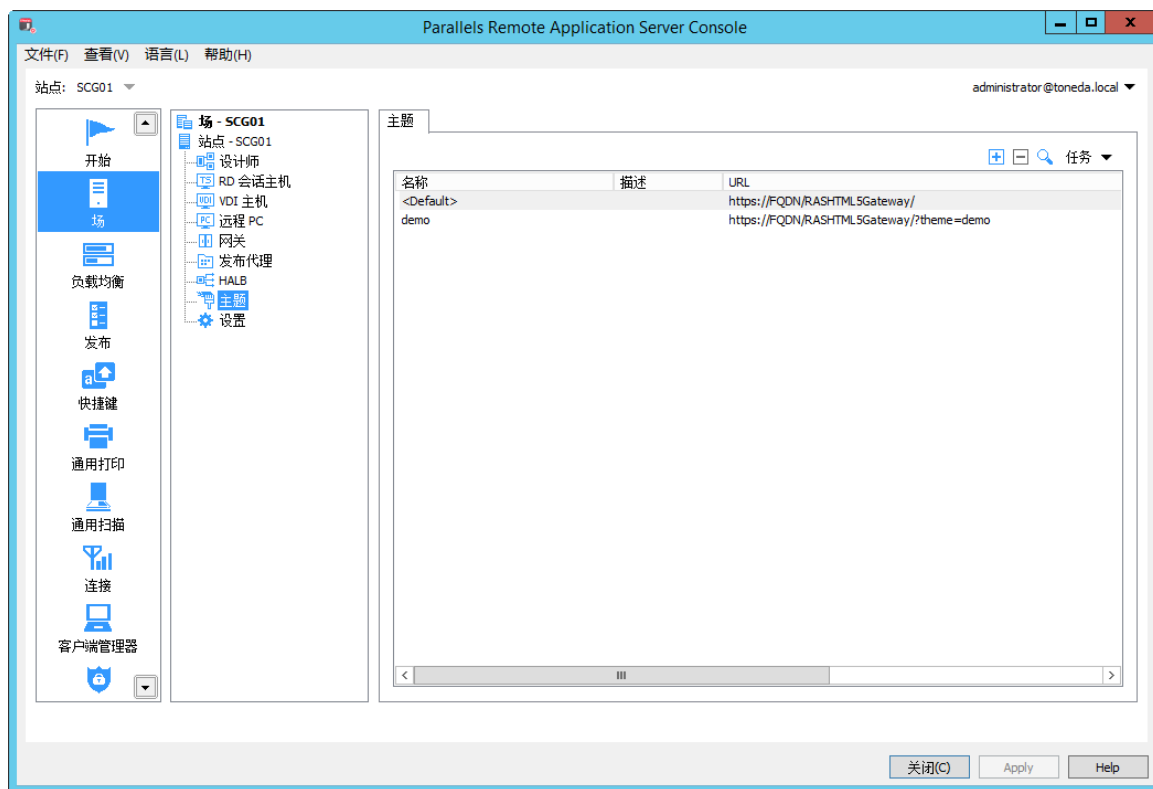 Parallels Remote Application Server Console
文件(F) 查看(V) 语言(L) 帮助(H)
站点: SCG01
administrator@toneda.local
开始
场
负载均衡
发布
快捷键
通用打印
通用扫描
连接
客户端管理器
场 - SCG01
站点 - SCG01
设计师
RD 会话主机
VDI 主机
远程 PC
网关
发布代理
HALB
主题
设置
主题
任务
名称 描述 URL
<Default> https://FQDN/RASHTML5Gateway/
demo https://FQDN/RASHTML5Gateway/?theme=demo
关闭(C) Apply Help